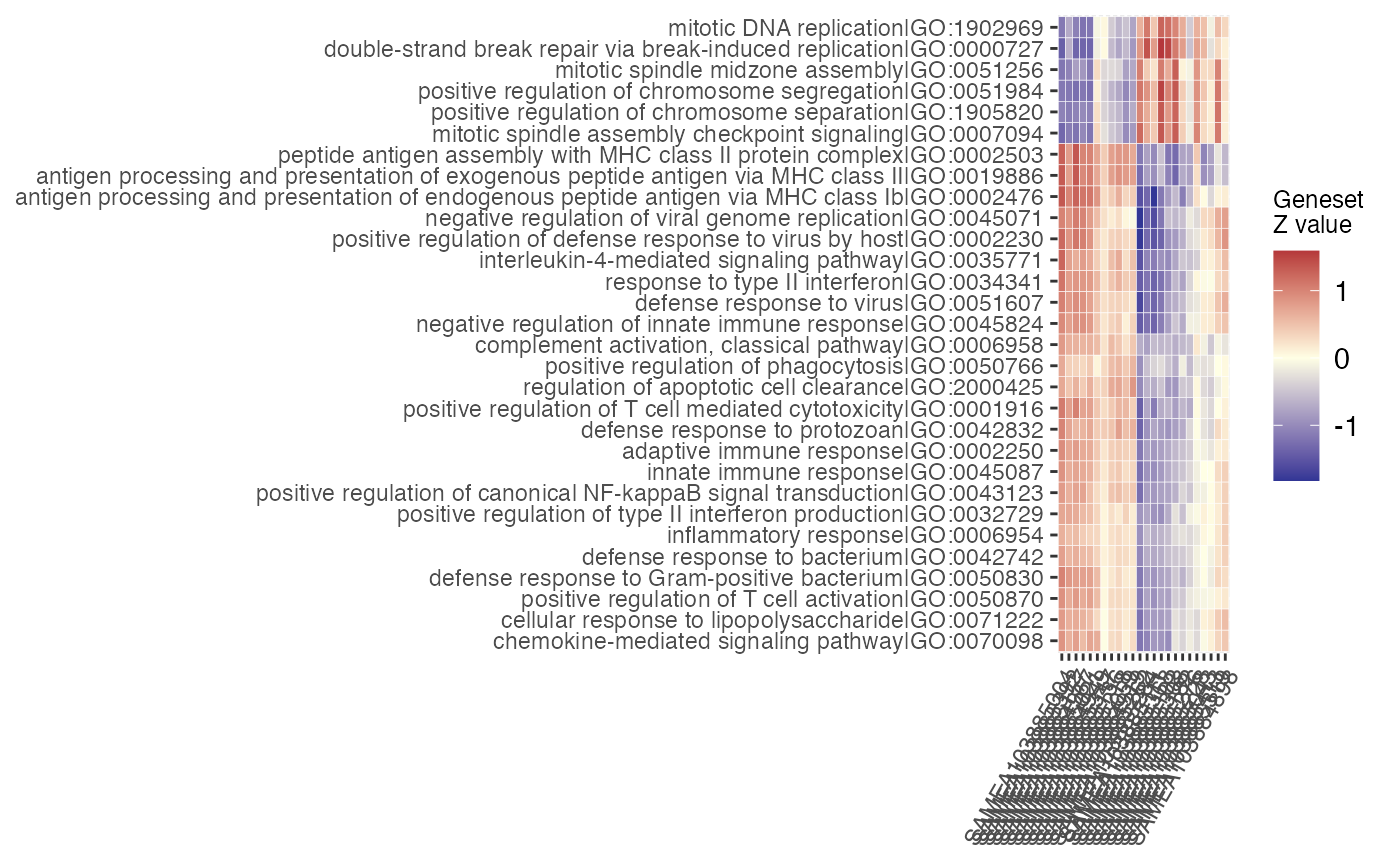 mitotic DNA replication|GO:1902969
double-strand break repair via break-induced replication|GO:0000727
mitotic spindle midzone assembly|GO:0051256
positive regulation of chromosome segregation|GO:0051984
positive regulation of chromosome separation|GO:1905820
mitotic spindle assembly checkpoint signaling|GO:0007094
peptide antigen assembly with MHC class II protein complex|GO:0002503
antigen processing and presentation of exogenous peptide antigen via MHC class II|GO:0019886
antigen processing and presentation of endogenous peptide antigen via MHC class Ib|GO:0002476
negative regulation of viral genome replication|GO:0045071
positive regulation of defense response to virus by host|GO:0002230
interleukin-4-mediated signaling pathway|GO:0035771
response to type II interferon|GO:0034341
defense response to virus|GO:0051607
negative regulation of innate immune response|GO:0045824
complement activation, classical pathway|GO:0006958
positive regulation of phagocytosis|GO:0050766
regulation of apoptotic cell clearance|GO:2000425
positive regulation of T cell mediated cytotoxicity|GO:0001916
defense response to protozoan|GO:0042832
adaptive immune response|GO:0002250
innate immune response|GO:0045087
positive regulation of canonical NF-kappaB signal transduction|GO:0043123
positive regulation of type II interferon production|GO:0032729
inflammatory response|GO:0006954
defense response to bacterium|GO:0042742
defense response to Gram-positive bacterium|GO:0050830
positive regulation of T cell activation|GO:0050870
cellular response to lipopolysaccharide|GO:0071222
chemokine-mediated signaling pathway|GO:0070098
Geneset
Z value
1
0
-1